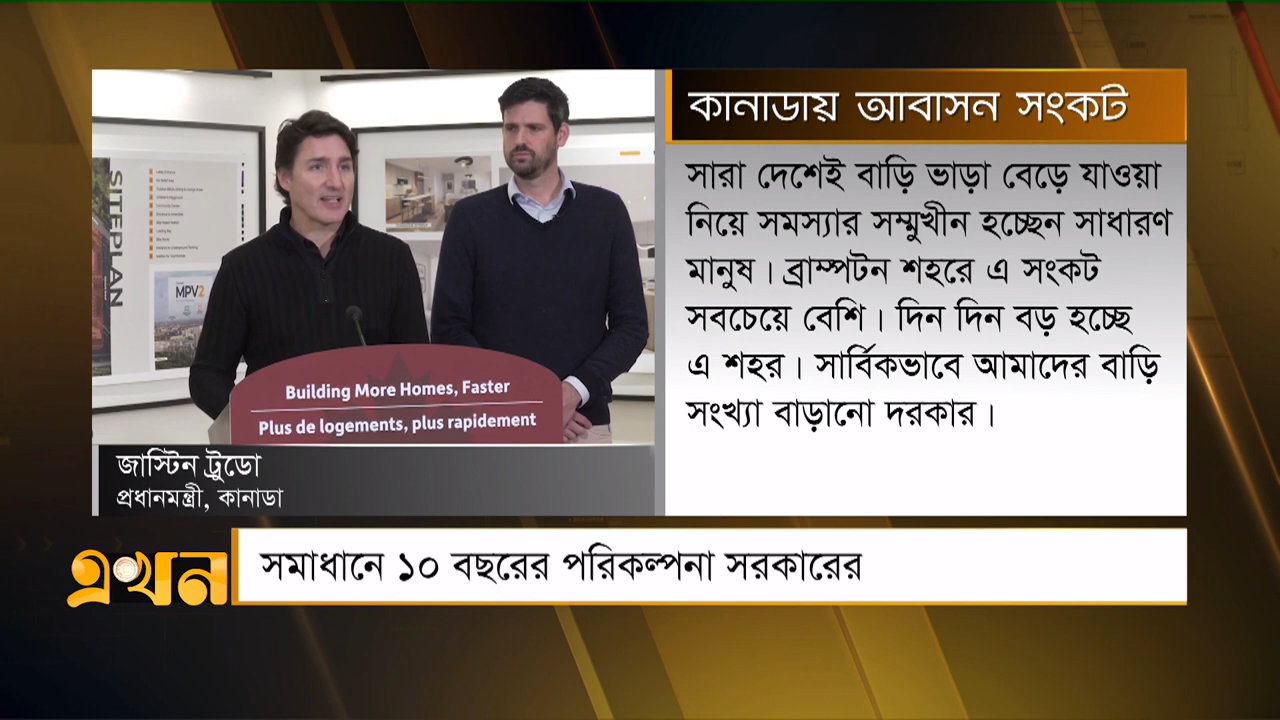 কানাডায় আবাসন সংকট
সারা দেশেই বাড়ি ভাড়া বেড়ে যাওয়া
নিয়ে সমস্যার সম্মুখীন হচ্ছেন সাধারণ
মানুষ। ব্রাম্পটন শহরে এ সংকট
সবচেয়ে বেশি। দিন দিন বড় হচ্ছে
এ শহর। সার্বিকভাবে আমাদের বাড়ি
সংখ্যা বাড়ানো দরকার।
SITEPLAN
MPV2
Building More Homes, Faster
Plus de logements, plus rapidement
জাস্টিন ট্রুডো
প্রধানমন্ত্রী, কানাডা
এখন
সমাধানে ১০ বছরের পরিকল্পনা সরকারের